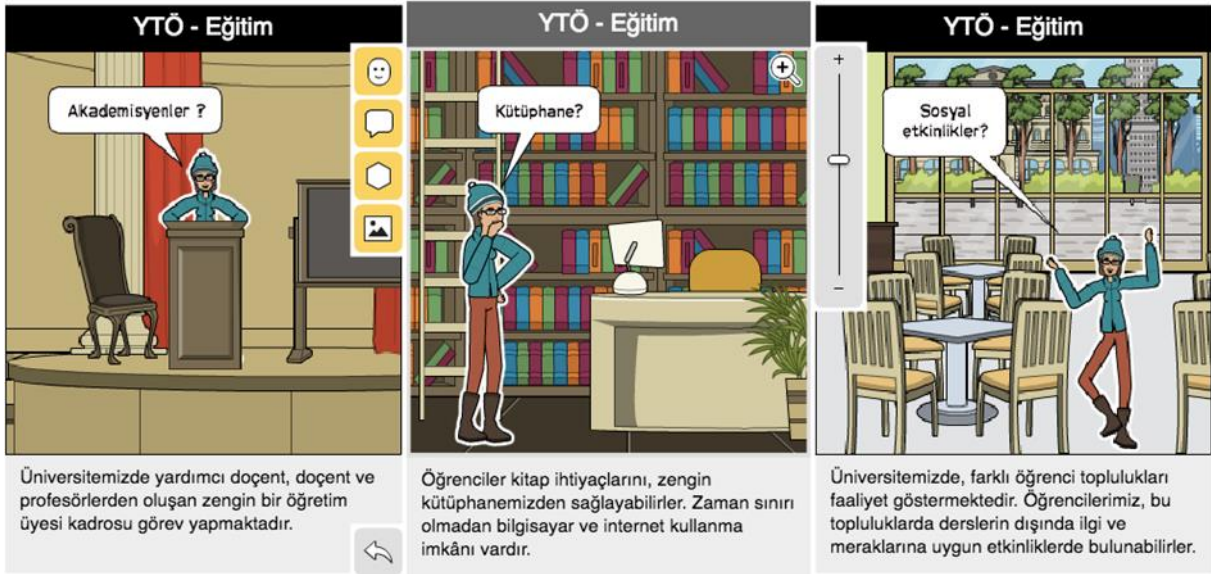 YTÖ - Eğitim
Akademisyenler ?
Üniversitemizde yardımcı doçent, doçent ve
profesörlerden oluşan zengin bir öğretim
üyesi kadrosu görev yapmaktadır.
YTÖ - Eğitim
Kütüphane?
Öğrenciler kitap ihtiyaçlarını, zengin
kütüphanemizden sağlayabilirler. Zaman sınırı
olmadan bilgisayar ve internet kullanma
imkânı vardır.
YTÖ - Eğitim
Sosyal
etkinlikler?
Üniversitemizde, farklı öğrenci toplulukları
faaliyet göstermektedir. Öğrencilerimiz, bu
topluluklarda derslerin dışında ilgi ve
meraklarına uygun etkinliklerde bulunabilirler.